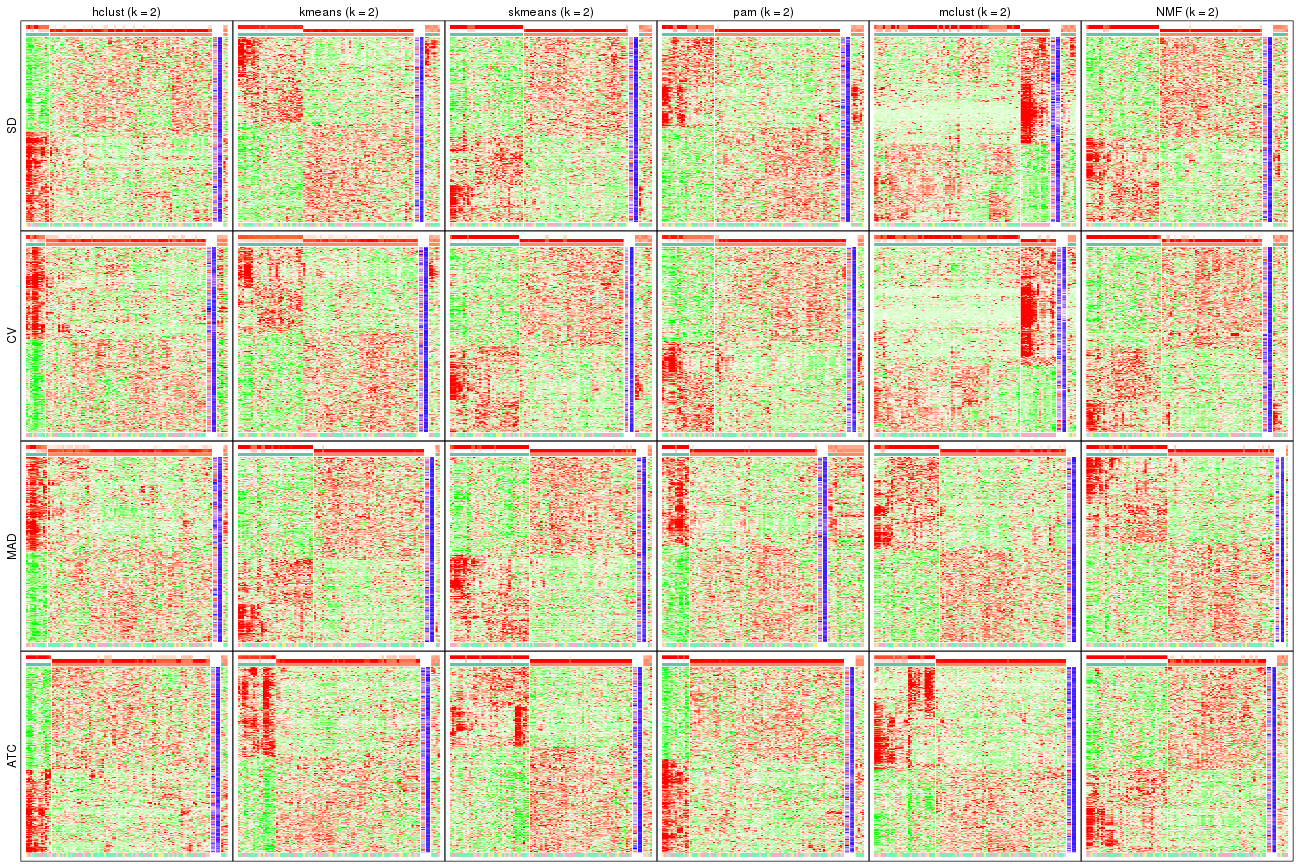 hclust (k = 2)
kmeans (k = 2)
skmeans (k = 2)
pam (k = 2)
mclust (k = 2)
NMF (k = 2)
SD
CV
MAD
ATC